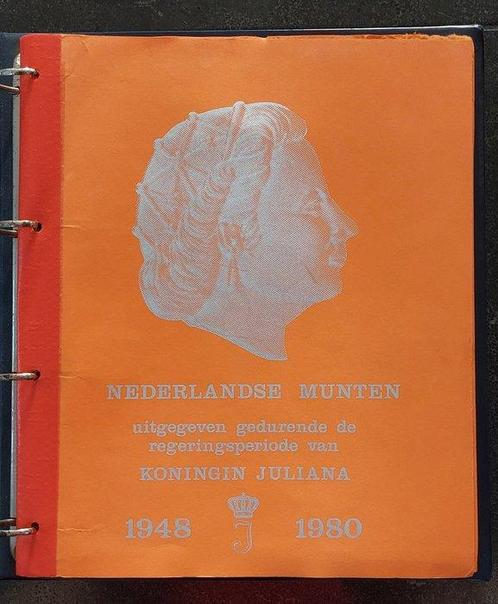 NEDERLANDSE MUNTEN
uitgegeven gedurende de
regeringsperiode van
KONINGIN JULIANA
1948 J 1980